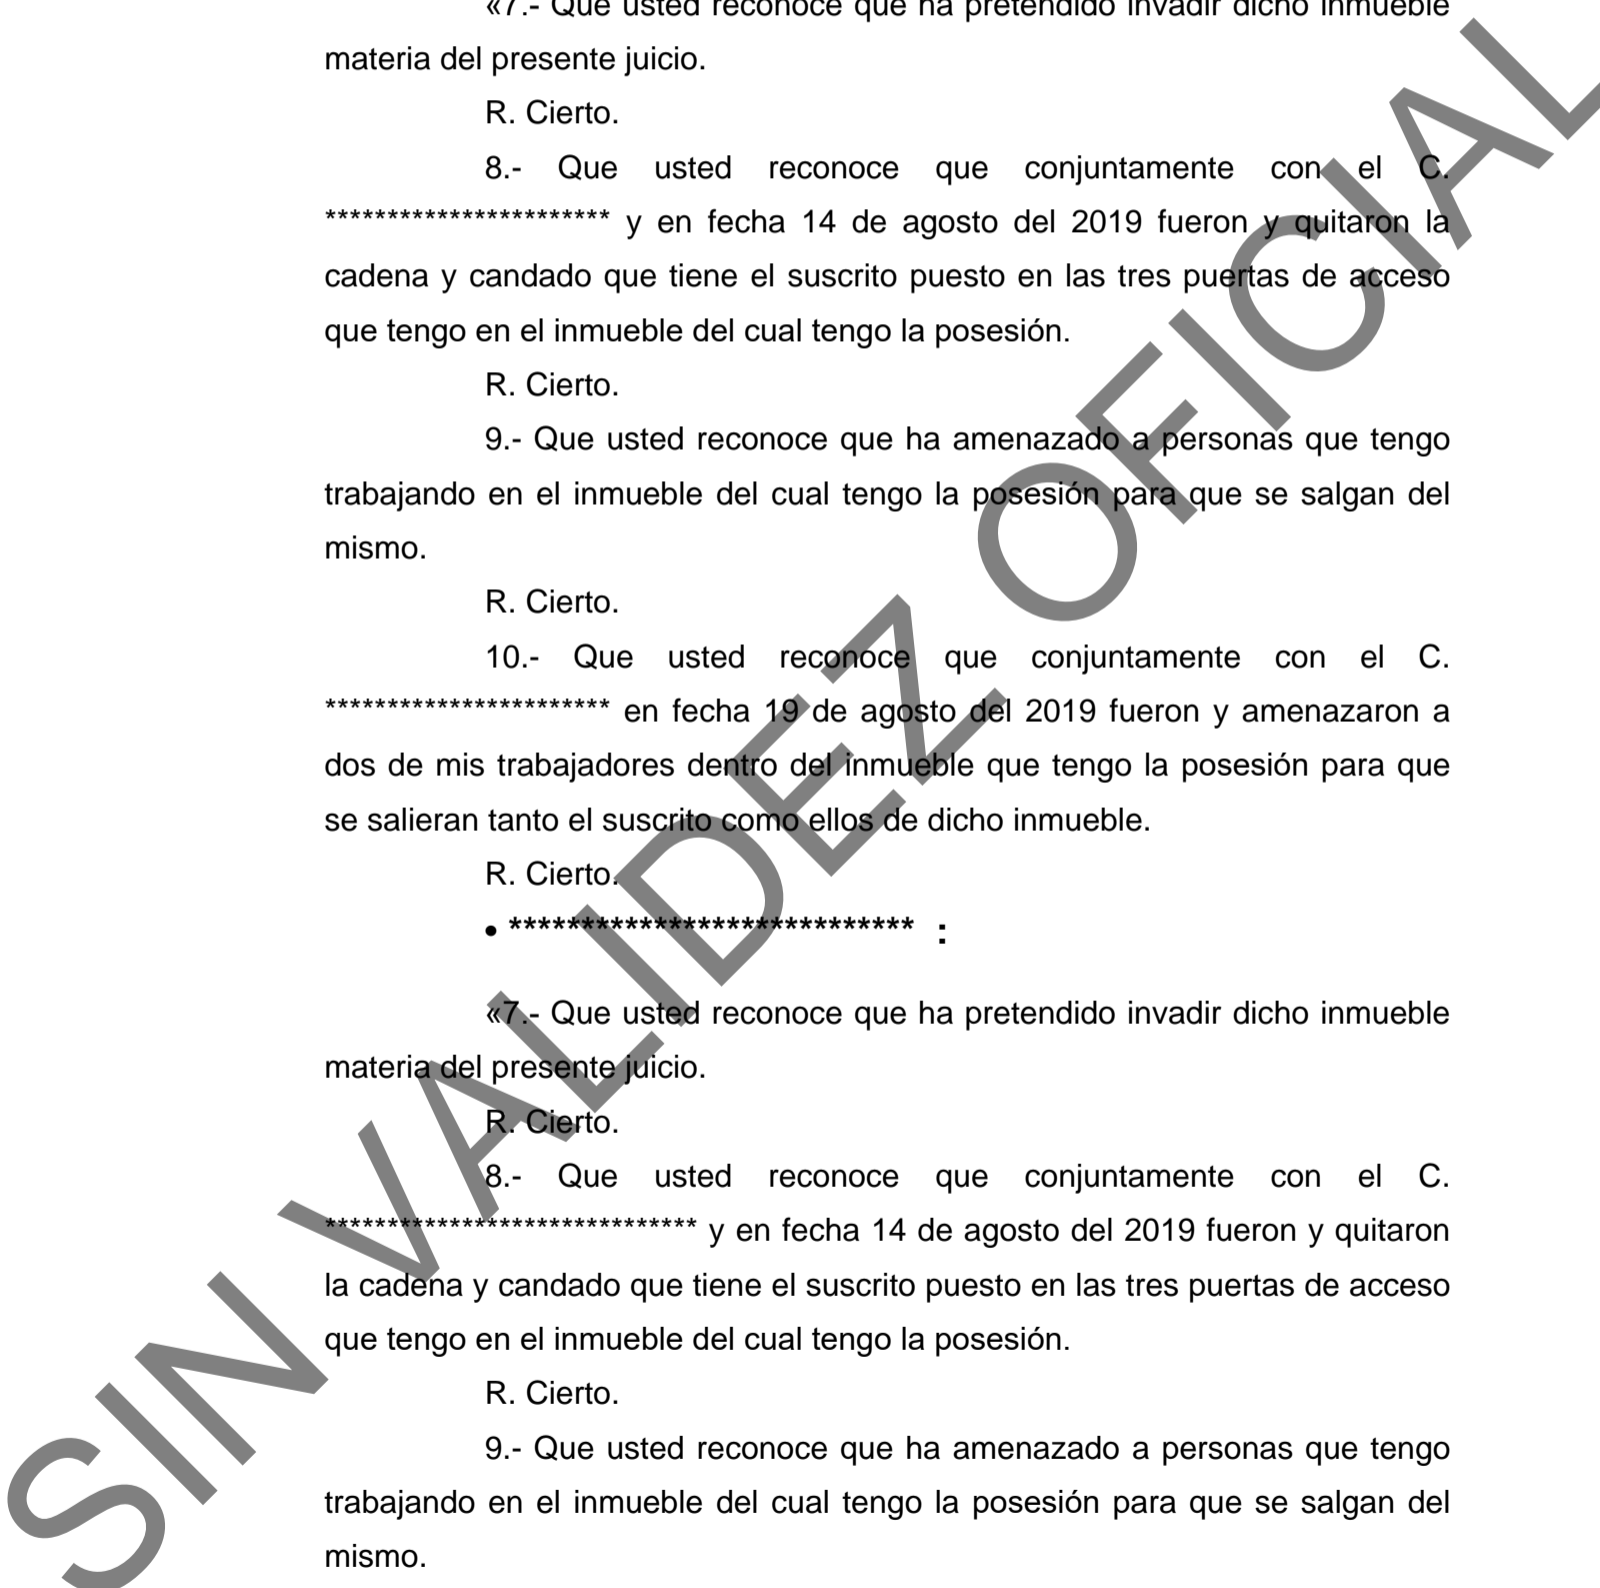 «7.- Que usted reconoce que ha pretendido invadir dicho inmueble
materia del presente juicio.
R. Cierto.
8.- Que usted reconoce que conjuntamente con el C.
*********************** y en fecha 14 de agosto del 2019 fueron y quitaron la
cadena y candado que tiene el suscrito puesto en las tres puertas de acceso
que tengo en el inmueble del cual tengo la posesión.
R. Cierto.
9.- Que usted reconoce que ha amenazado a personas que tengo
trabajando en el inmueble del cual tengo la posesión para que se salgan del
mismo.
R. Cierto.
10.- Que usted reconoce que conjuntamente con el C.
*********************** en fecha 19 de agosto del 2019 fueron y amenazaron a
dos de mis trabajadores dentro del inmueble que tengo la posesión para que
se salieran tanto el suscrito como ellos de dicho inmueble.
R. Cierto.
• **************************** :
«7.- Que usted reconoce que ha pretendido invadir dicho inmueble
materia del presente juicio.
R. Cierto.
8.- Que usted reconoce que conjuntamente con el C.
****************************** y en fecha 14 de agosto del 2019 fueron y quitaron
la cadena y candado que tiene el suscrito puesto en las tres puertas de acceso
que tengo en el inmueble del cual tengo la posesión.
R. Cierto.
9.- Que usted reconoce que ha amenazado a personas que tengo
trabajando en el inmueble del cual tengo la posesión para que se salgan del
mismo.
SIN VALIDEZ OFICIAL